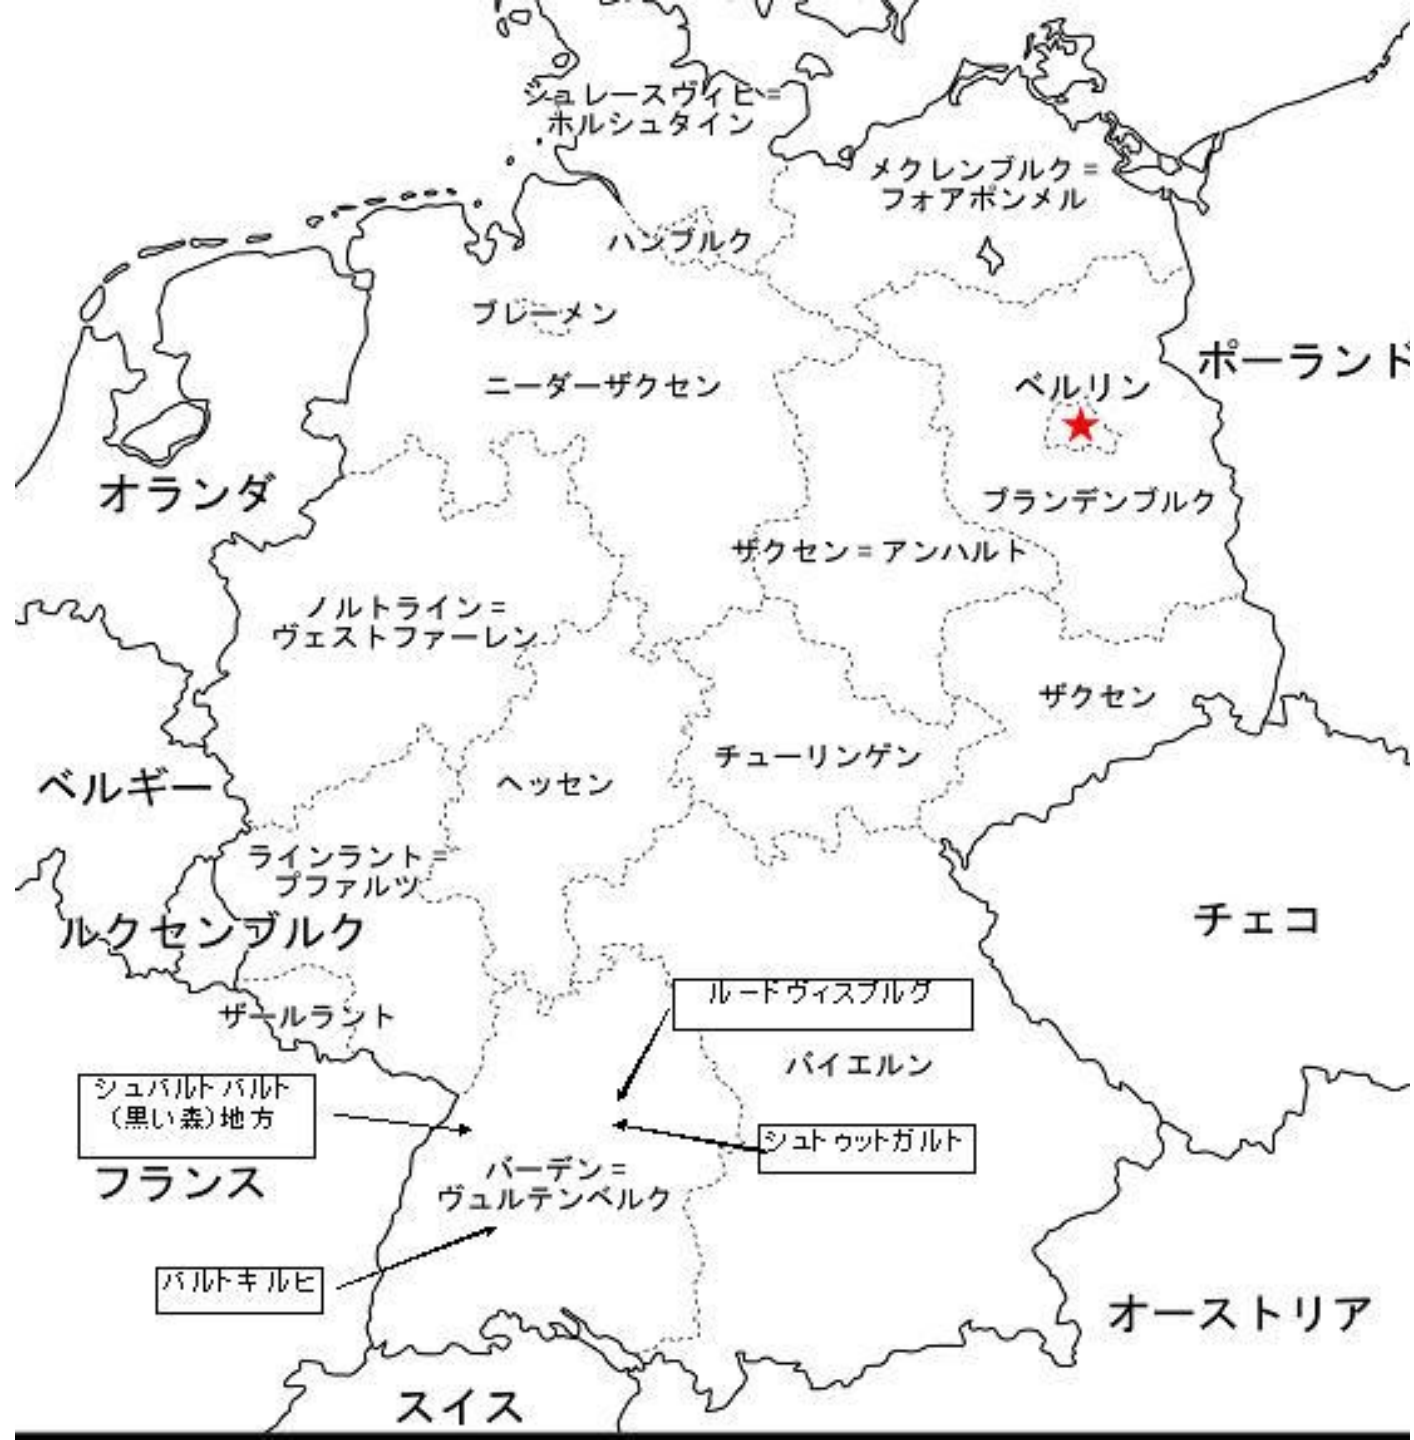 シュレースヴィヒ=
ホルシュタイン
メクレンブルク=
フォアポンメル
ハンブルク
ブレーメン
ニーダーザクセン
ポーランド
ベルリン
オランダ
ブランデンブルク
ザクセン=アンハルト
ノルトライン=
ヴェストファーレン
ザクセン
チューリンゲン
ヘッセン
ベルギー
ラインラント=
プファルツ
ルクセンブルク
チェコ
ルードヴィスブルグ
ザールラント
バイエルン
シュバルトバルト
(黒い森)地方
シュトゥットガルト
フランス
バーデン=
ヴュルテンベルク
バルトキルヒ
オーストリア
スイス